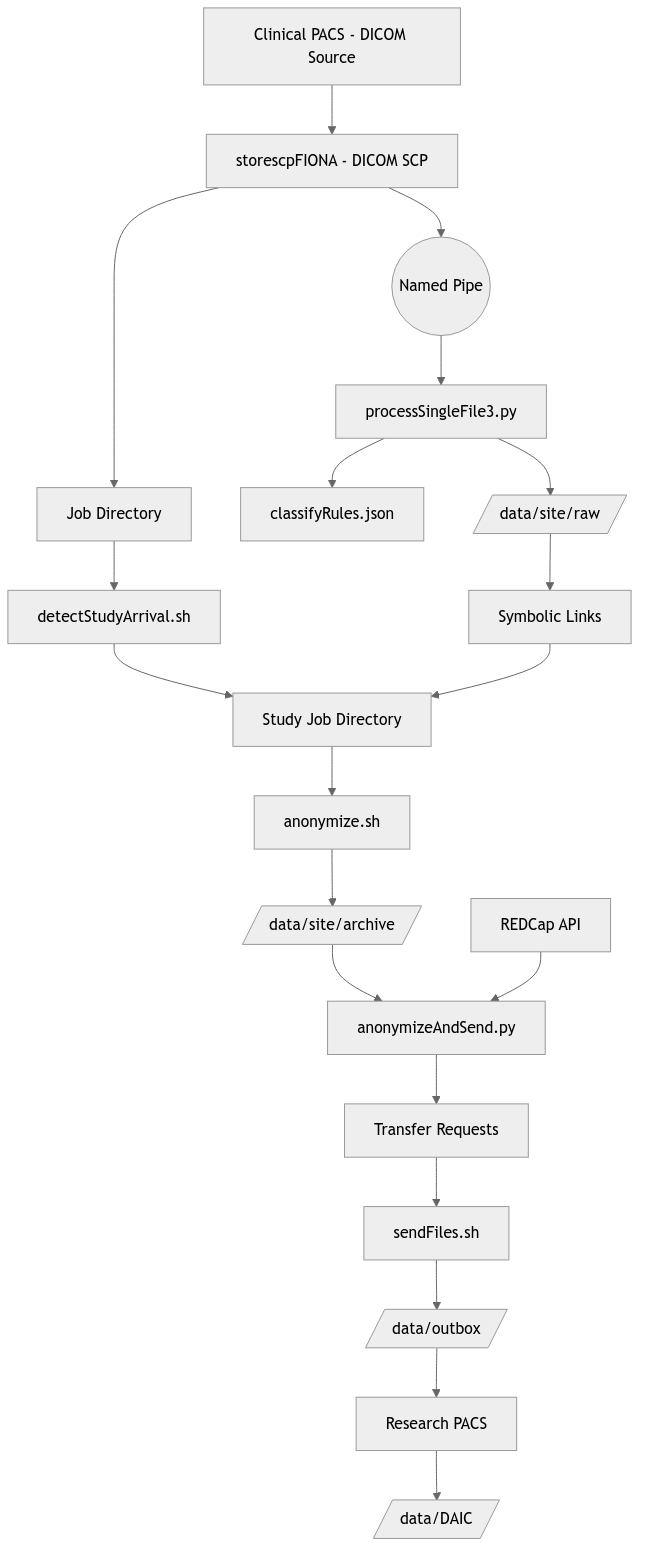 Clinical PACS - DICOM
Source
storescpFIONA - DICOM SCP
Named Pipe
processSingleFile3.py
Job Directory
classifyRules.json
data/site/raw
detectStudyArrival.sh
Symbolic Links
Study Job Directory
anonymize.sh
data/site/archive
REDCap API
anonymizeAndSend.py
Transfer Requests
sendFiles.sh
data/outbox
Research PACS
data/DAIC